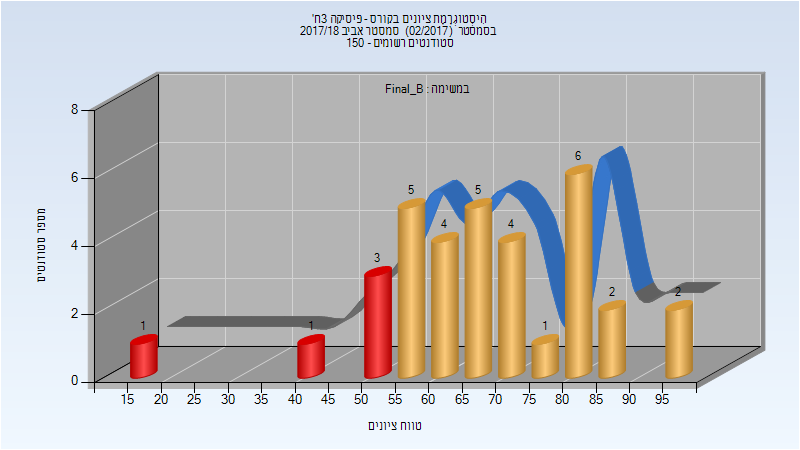 היסטוגרמת ציונים בקורס - פיסיקה 3ח'
בסמסטר (02/2017) סמסטר אביב 2017/18
סטודנטים רשומים - 150
במשימה : Final_B
מספר סטודנטים
8
6
4
2
0
1
1
3
5
4
5
4
1
6
2
2
15 20 25 30 35 40 45 50 55 60 65 70 75 80 85 90 95
טווח ציונים